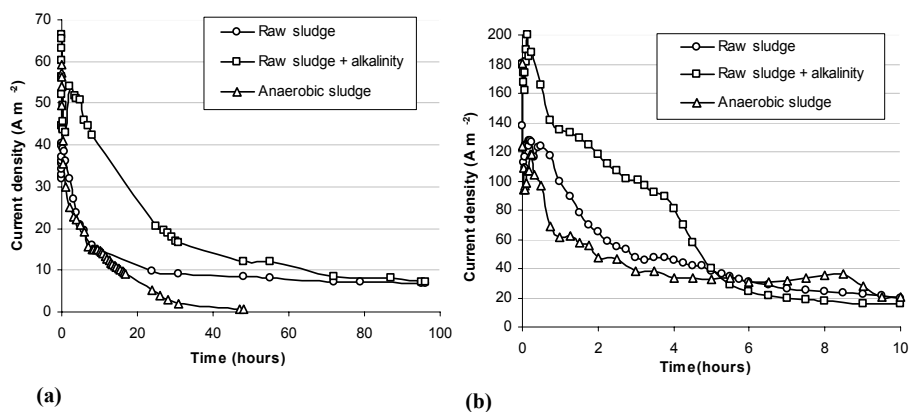 (a)
70
60
50
40
30
20
10
0
Current density (A m -2)
Raw sludge
Raw sludge + alkalinity
Anaerobic sludge
0 20 40 60 80 100
Time (hours)
(b)
200
180
160
140
120
100
80
60
40
20
0
Current density (A m -2)
Raw sludge
Raw sludge + alkalinity
Anaerobic sludge
0 2 4 6 8 10
Time(hours)
(a)
(b)